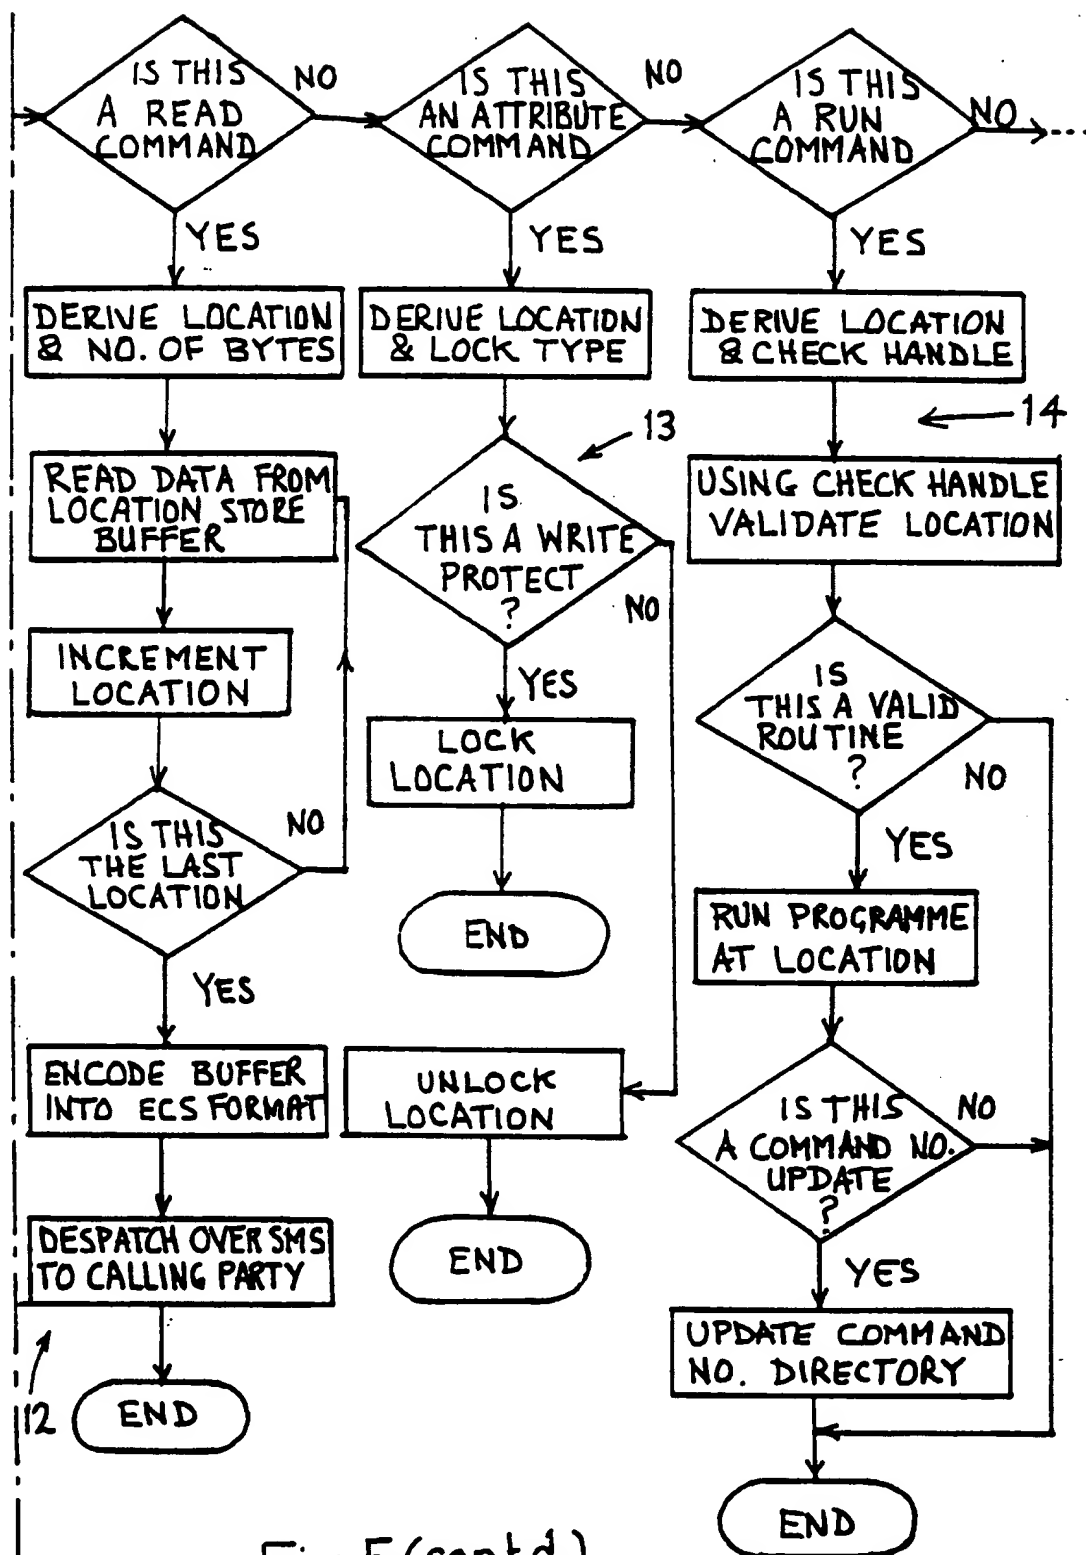 IS THIS
A READ
COMMAND
NO
YES
DERIVE LOCATION
& NO. OF BYTES
READ DATA FROM
LOCATION STORE
BUFFER
INCREMENT
LOCATION
IS THIS
THE LAST
LOCATION
NO
YES
ENCODE BUFFER
INTO ECS FORMAT
DESPATCH OVER SMS
TO CALLING PARTY
12
END
IS THIS
AN ATTRIBUTE
COMMAND
NO
YES
DERIVE LOCATION
& LOCK TYPE
13
IS
THIS A WRITE
PROTECT
?
NO
YES
LOCK
LOCATION
END
UNLOCK
LOCATION
END
IS THIS
A RUN
COMMAND
NO
YES
DERIVE LOCATION
& CHECK HANDLE
14
USING CHECK HANDLE
VALIDATE LOCATION
IS
THIS A VALID
ROUTINE
?
NO
YES
RUN PROGRAMME
AT LOCATION
IS THIS
A COMMAND NO.
UPDATE
?
NO
YES
UPDATE COMMAND
NO. DIRECTORY
END
Fig. 5 (contd.)